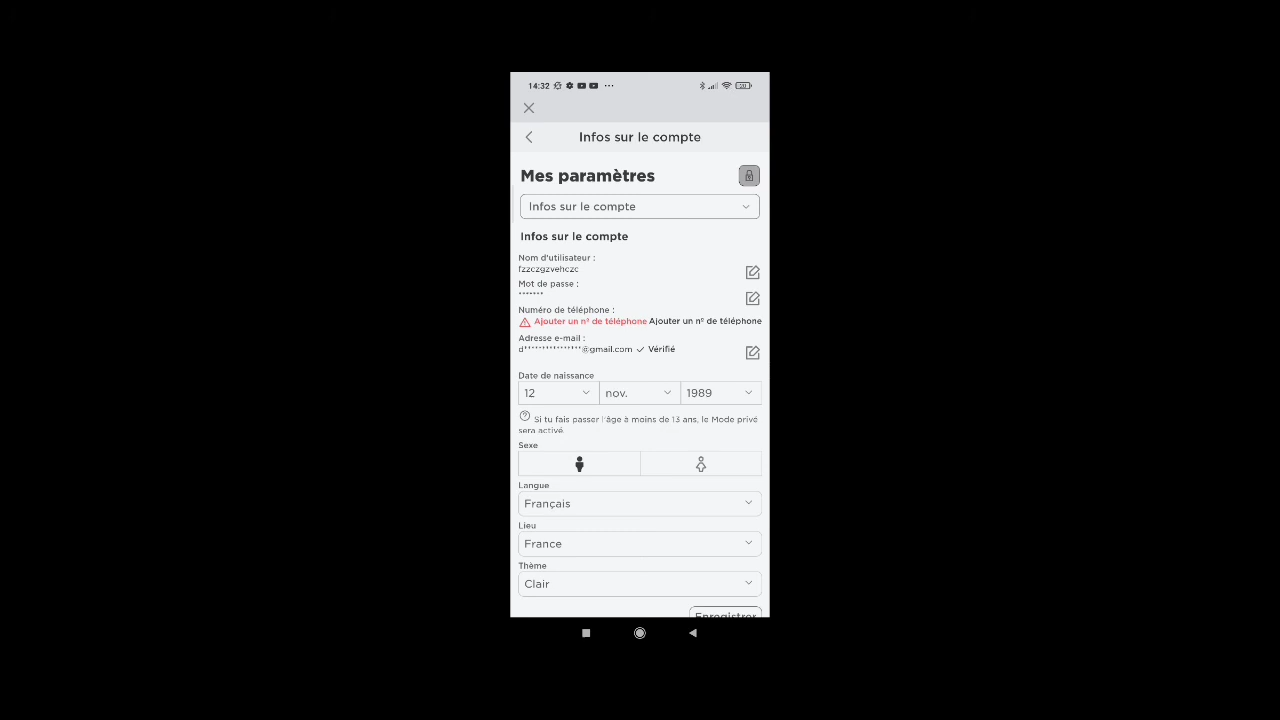 14:32
Infos sur le compte
Mes paramètres
Infos sur le compte
Infos sur le compte
Nom d'utilisateur :
fzzczgzvehczc
Mot de passe :
*******
Numéro de téléphone :
Ajouter un nº de téléphone Ajouter un nº de téléphone
Adresse e-mail :
d***************@gmail.com ✓ Vérifié
Date de naissance
12 nov. 1989
Si tu fais passer l'âge à moins de 13 ans, le Mode privé
sera activé.
Sexe
Langue
Français
Lieu
France
Thème
Clair
Enregistrer